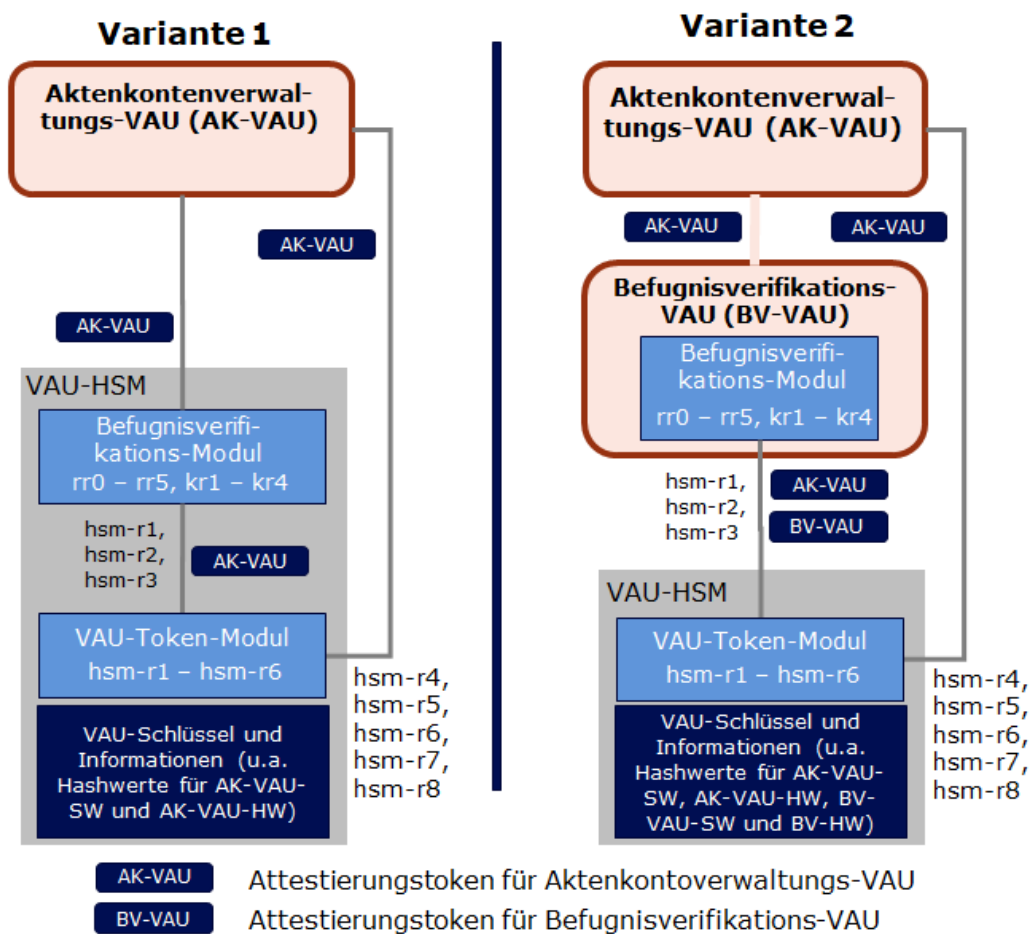 Variante 1
Aktenkontenverwal-
tungs-VAU (AK-VAU)
AK-VAU
AK-VAU
VAU-HSM
Befugnisverifi-
kations-Modul
rr0 – rr5, kr1 – kr4
hsm-r1,
hsm-r2,
hsm-r3
AK-VAU
VAU-Token-Modul
hsm-r1 – hsm-r6
hsm-r4,
hsm-r5,
hsm-r6,
hsm-r7,
hsm-r8
VAU-Schlüssel und
Informationen (u.a.
Hashwerte für AK-VAU-
SW und AK-VAU-HW)
Variante 2
Aktenkontenverwal-
tungs-VAU (AK-VAU)
AK-VAU
AK-VAU
Befugnisverifikations-
VAU (BV-VAU)
Befugnisverifi-
kations-Modul
rr0 – rr5, kr1 – kr4
hsm-r1,
hsm-r2,
hsm-r3
AK-VAU
BV-VAU
VAU-HSM
VAU-Token-Modul
hsm-r1 – hsm-r6
hsm-r4,
hsm-r5,
hsm-r6,
hsm-r7,
hsm-r8
VAU-Schlüssel und
Informationen (u.a.
Hashwerte für AK-VAU-
SW, AK-VAU-HW, BV-
VAU-SW und BV-HW)
AK-VAU Attestierungstoken für Aktenkontoverwaltungs-VAU
BV-VAU Attestierungstoken für Befugnisverifikations-VAU